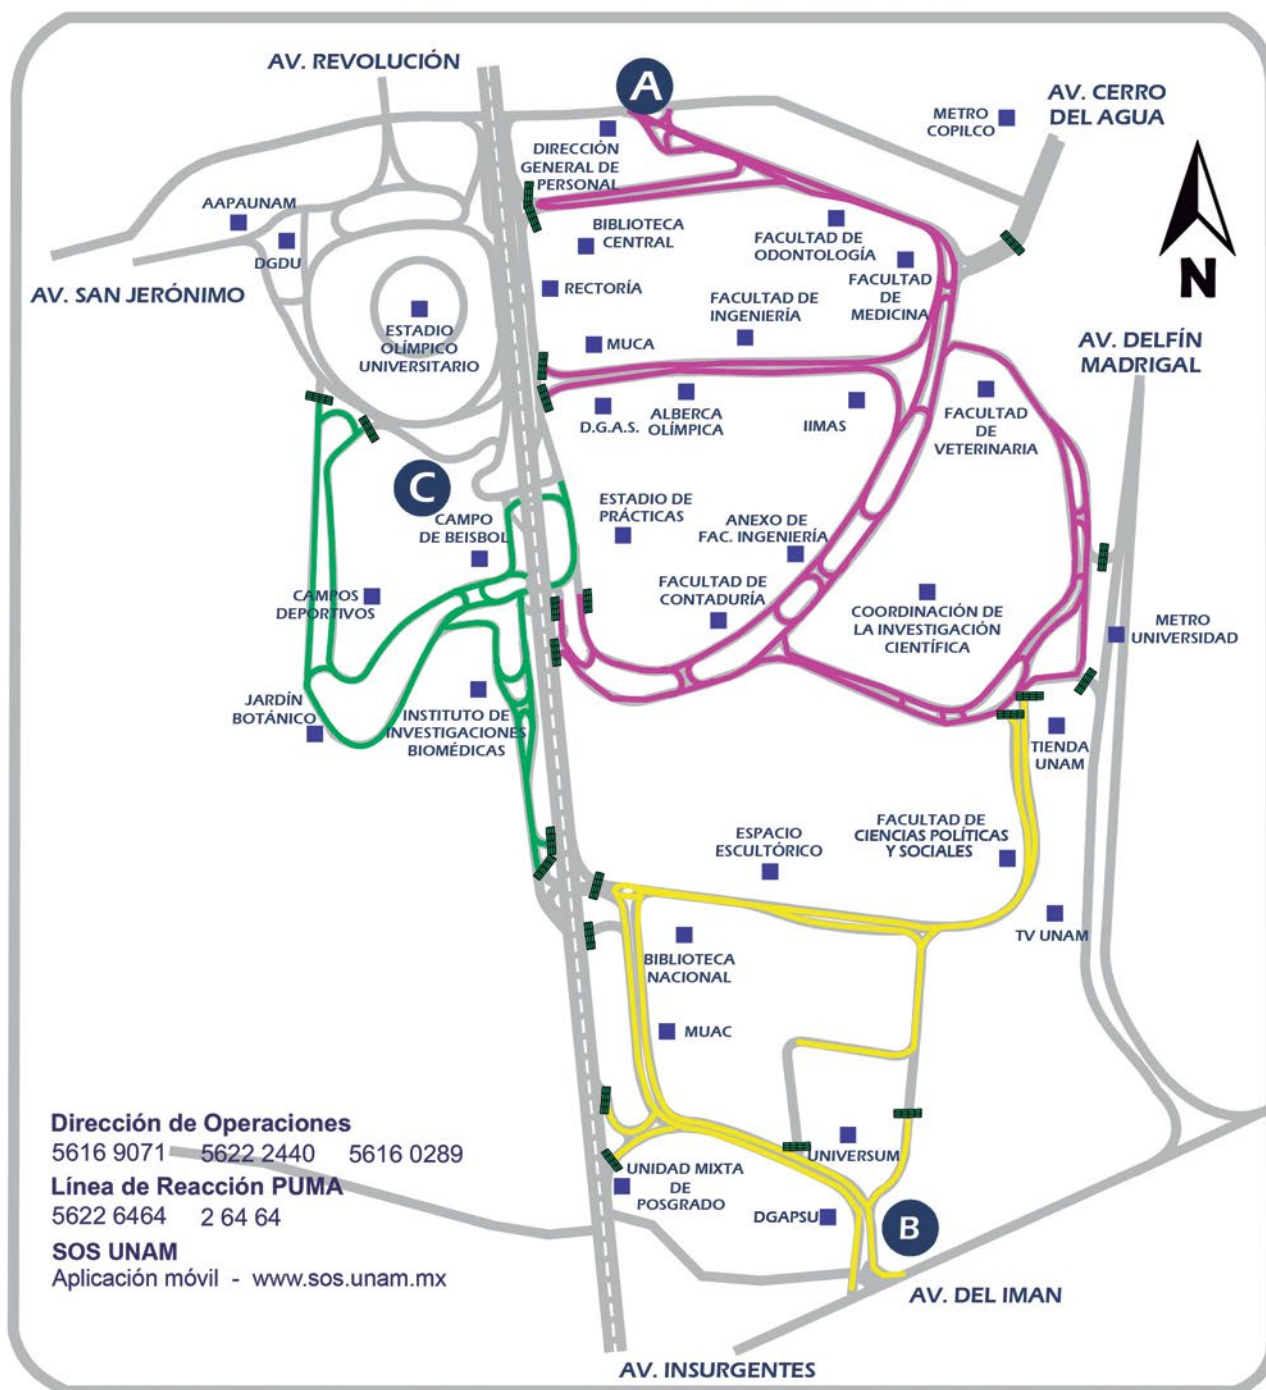 AV. REVOLUCIÓN
A
AV. CERRO
DEL AGUA
METRO
COPILCO
DIRECCIÓN
GENERAL DE
PERSONAL
AAPAUNAM
DGDU
BIBLIOTECA
CENTRAL
FACULTAD DE
ODONTOLOGÍA
N
AV. SAN JERÓNIMO
RECTORÍA
FACULTAD DE
INGENIERÍA
FACULTAD
DE
MEDICINA
ESTADIO
OLÍMPICO
UNIVERSITARIO
MUCA
AV. DELFÍN
MADRIGAL
D.G.A.S.
ALBERCA
OLÍMPICA
IIMAS
FACULTAD
DE
VETERINARIA
C
CAMPO
DE BEISBOL
ESTADIO DE
PRÁCTICAS
ANEXO DE
FAC. INGENIERÍA
CAMPOS
DEPORTIVOS
FACULTAD DE
CONTADURÍA
COORDINACIÓN DE
LA INVESTIGACIÓN
CIENTÍFICA
METRO
UNIVERSIDAD
JARDÍN
BOTÁNICO
INSTITUTO DE
INVESTIGACIONES
BIOMÉDICAS
TIENDA
UNAM
ESPACIO
ESCULTÓRICO
FACULTAD DE
CIENCIAS POLÍTICAS
Y SOCIALES
TV UNAM
BIBLIOTECA
NACIONAL
MUAC
UNIVERSUM
UNIDAD MIXTA
DE
POSGRADO
DGAPSU
B
AV. DEL IMAN
AV. INSURGENTES
Dirección de Operaciones
5616 9071 5622 2440 5616 0289
Línea de Reacción PUMA
5622 6464 2 64 64
SOS UNAM
Aplicación móvil - www.sos.unam.mx